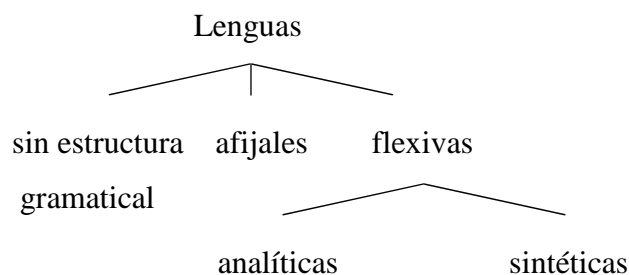 Lenguas
sin estructura gramatical
afijales
flexivas
analíticas
sintéticas